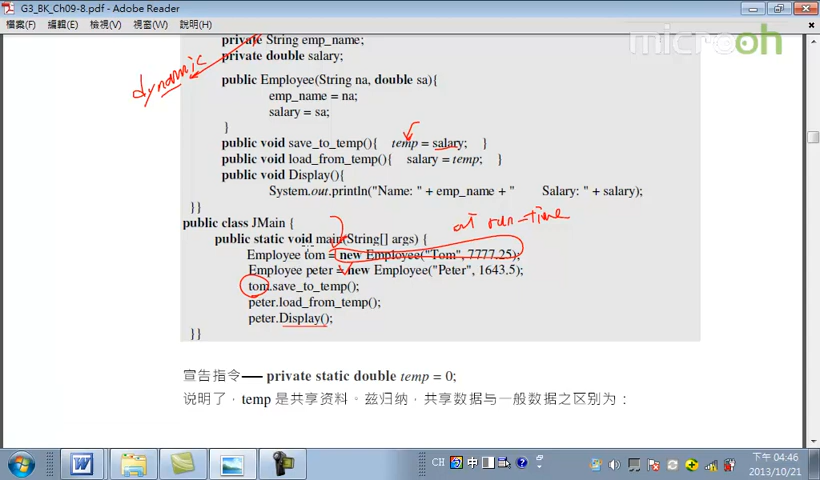 G3_BK_Ch09-8.pdf - Adobe Reader
檔案(F) 編輯(E) 檢視(V) 視窗(W) 說明(H)
microoh
private String emp_name;
private double salary;
dynamic
public Employee(String na, double sa){
emp_name = na;
salary = sa;
}
public void save_to_temp(){ temp = salary; }
public void load_from_temp(){ salary = temp; }
public void Display(){
System.out.println("Name: " + emp_name + " Salary: " + salary);
}}
public class JMain {
at run-time
public static void main(String[] args) {
Employee tom = new Employee("Tom", 7777.25);
Employee peter = new Employee("Peter", 1643.5);
tom.save_to_temp();
peter.load_from_temp();
peter.Display();
}}
宣告指令── private static double temp = 0;
说明了，temp 是共享资料。兹归纳，共享数据与一般数据之区别为：
CH 中
下午 04:46
2013/10/21